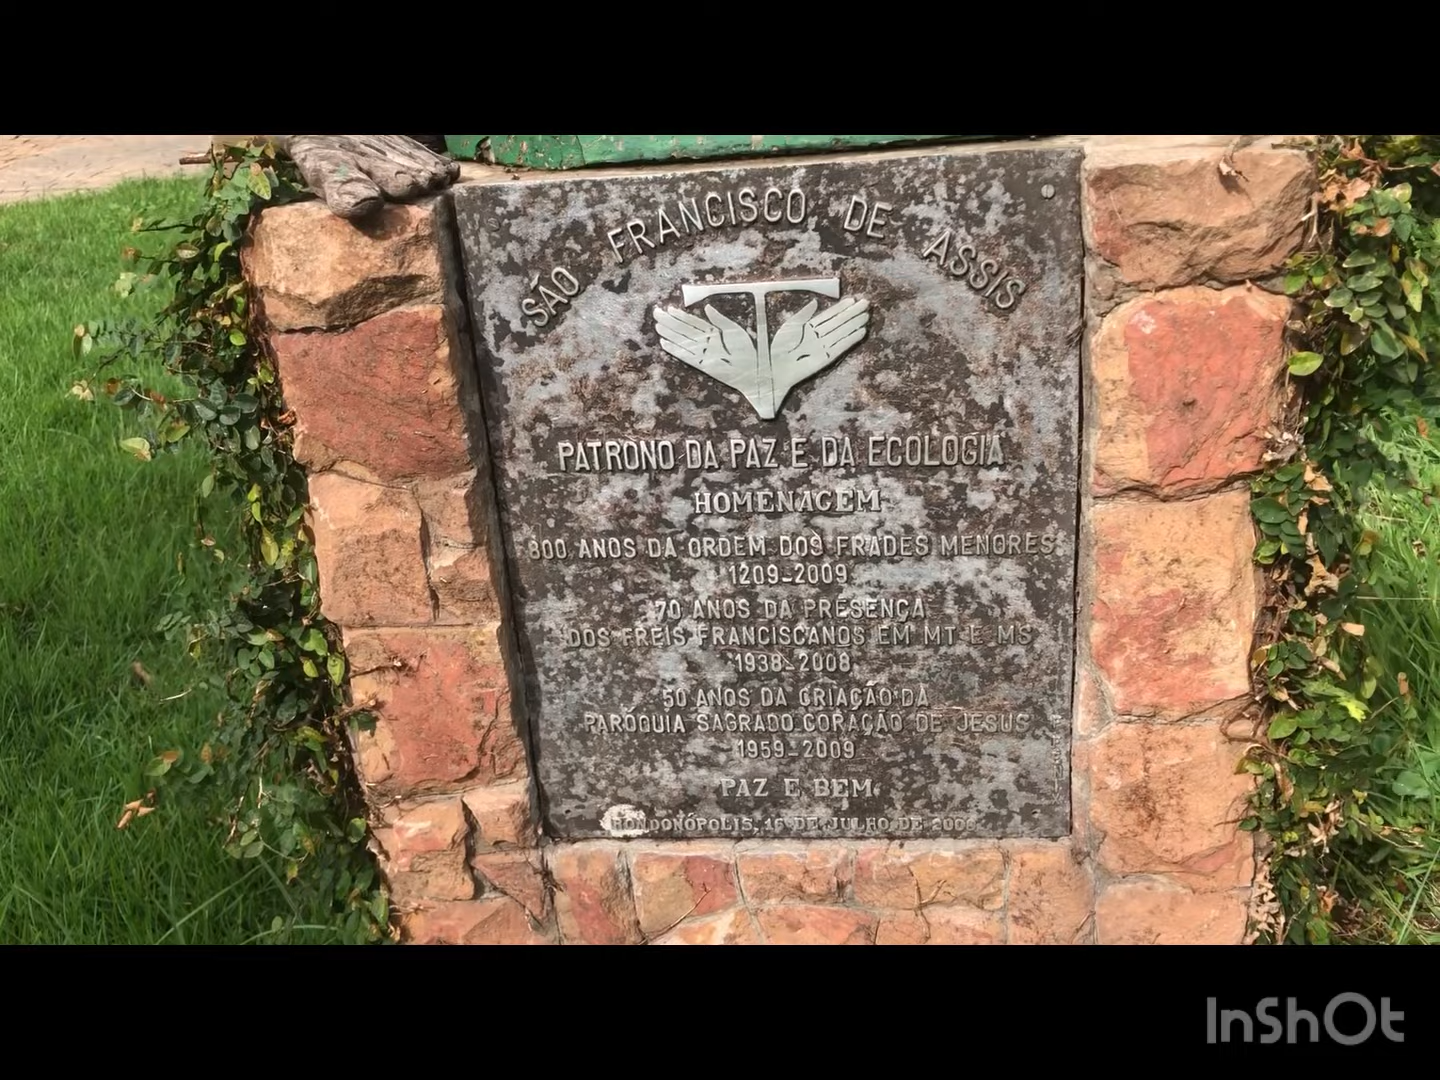 SÃO FRANCISCO DE ASSIS
PATRONO DA PAZ E DA ECOLOGIA
HOMENAGEM
800 ANOS DA ORDEM DOS FRADES MENORES
1209-2009
70 ANOS DA PRESENÇA
DOS FREIS FRANCISCANOS EM MT E MS
1938-2008
50 ANOS DA CRIAÇÃO DA
PARÓQUIA SAGRADO CORAÇÃO DE JESUS
1959-2009
PAZ E BEM
RONDONÓPOLIS, 16 DE JULHO DE
InShOt